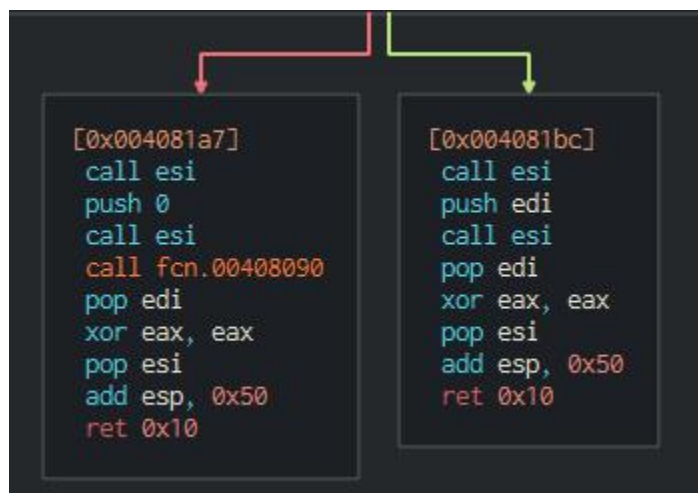 [0x004081a7]
call esi
push 0
call esi
call fcn.00408090
pop edi
xor eax, eax
pop esi
add esp, 0x50
ret 0x10
[0x004081bc]
call esi
push edi
call esi
pop edi
xor eax, eax
pop esi
add esp, 0x50
ret 0x10